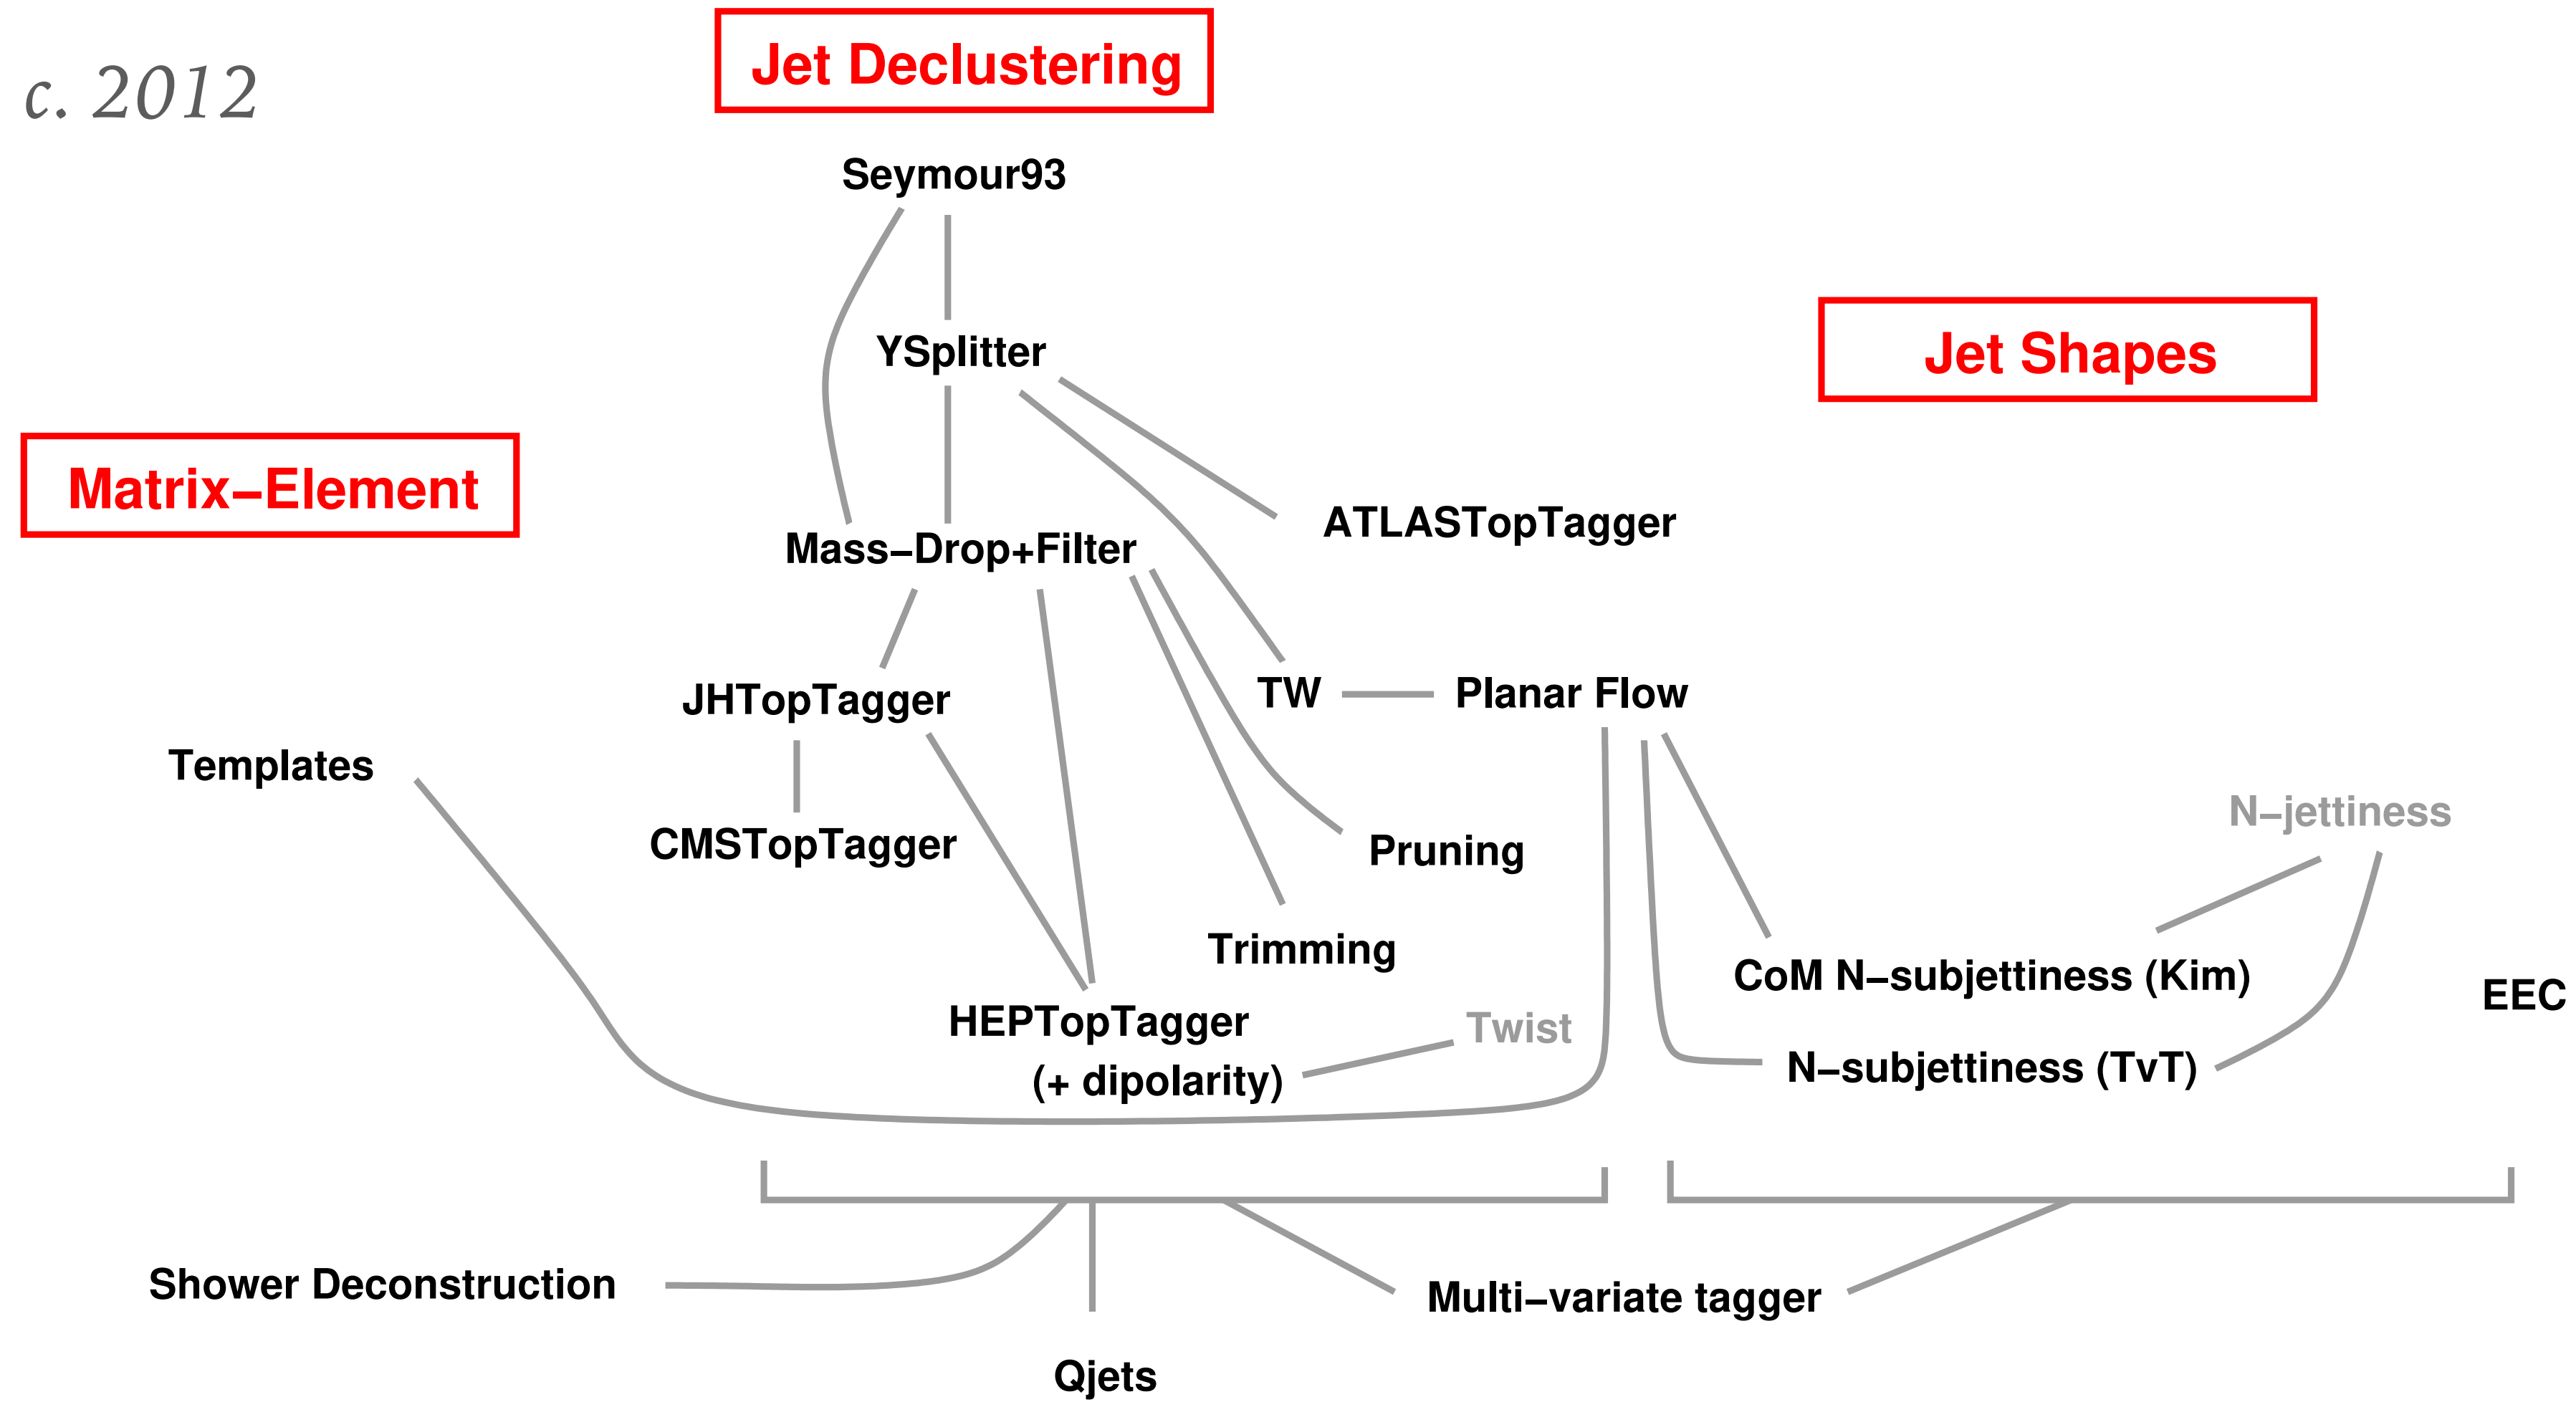 c. 2012
Jet Declustering
Seymour93
YSplitter
Jet Shapes
Matrix−Element
ATLASTopTagger
Mass−Drop+Filter
JHTopTagger
TW
Planar Flow
Templates
N−jettiness
CMSTopTagger
Pruning
Trimming
CoM N−subjettiness (Kim)
EEC
HEPTopTagger
(+ dipolarity)
Twist
N−subjettiness (TvT)
Shower Deconstruction
Multi−variate tagger
Qjets